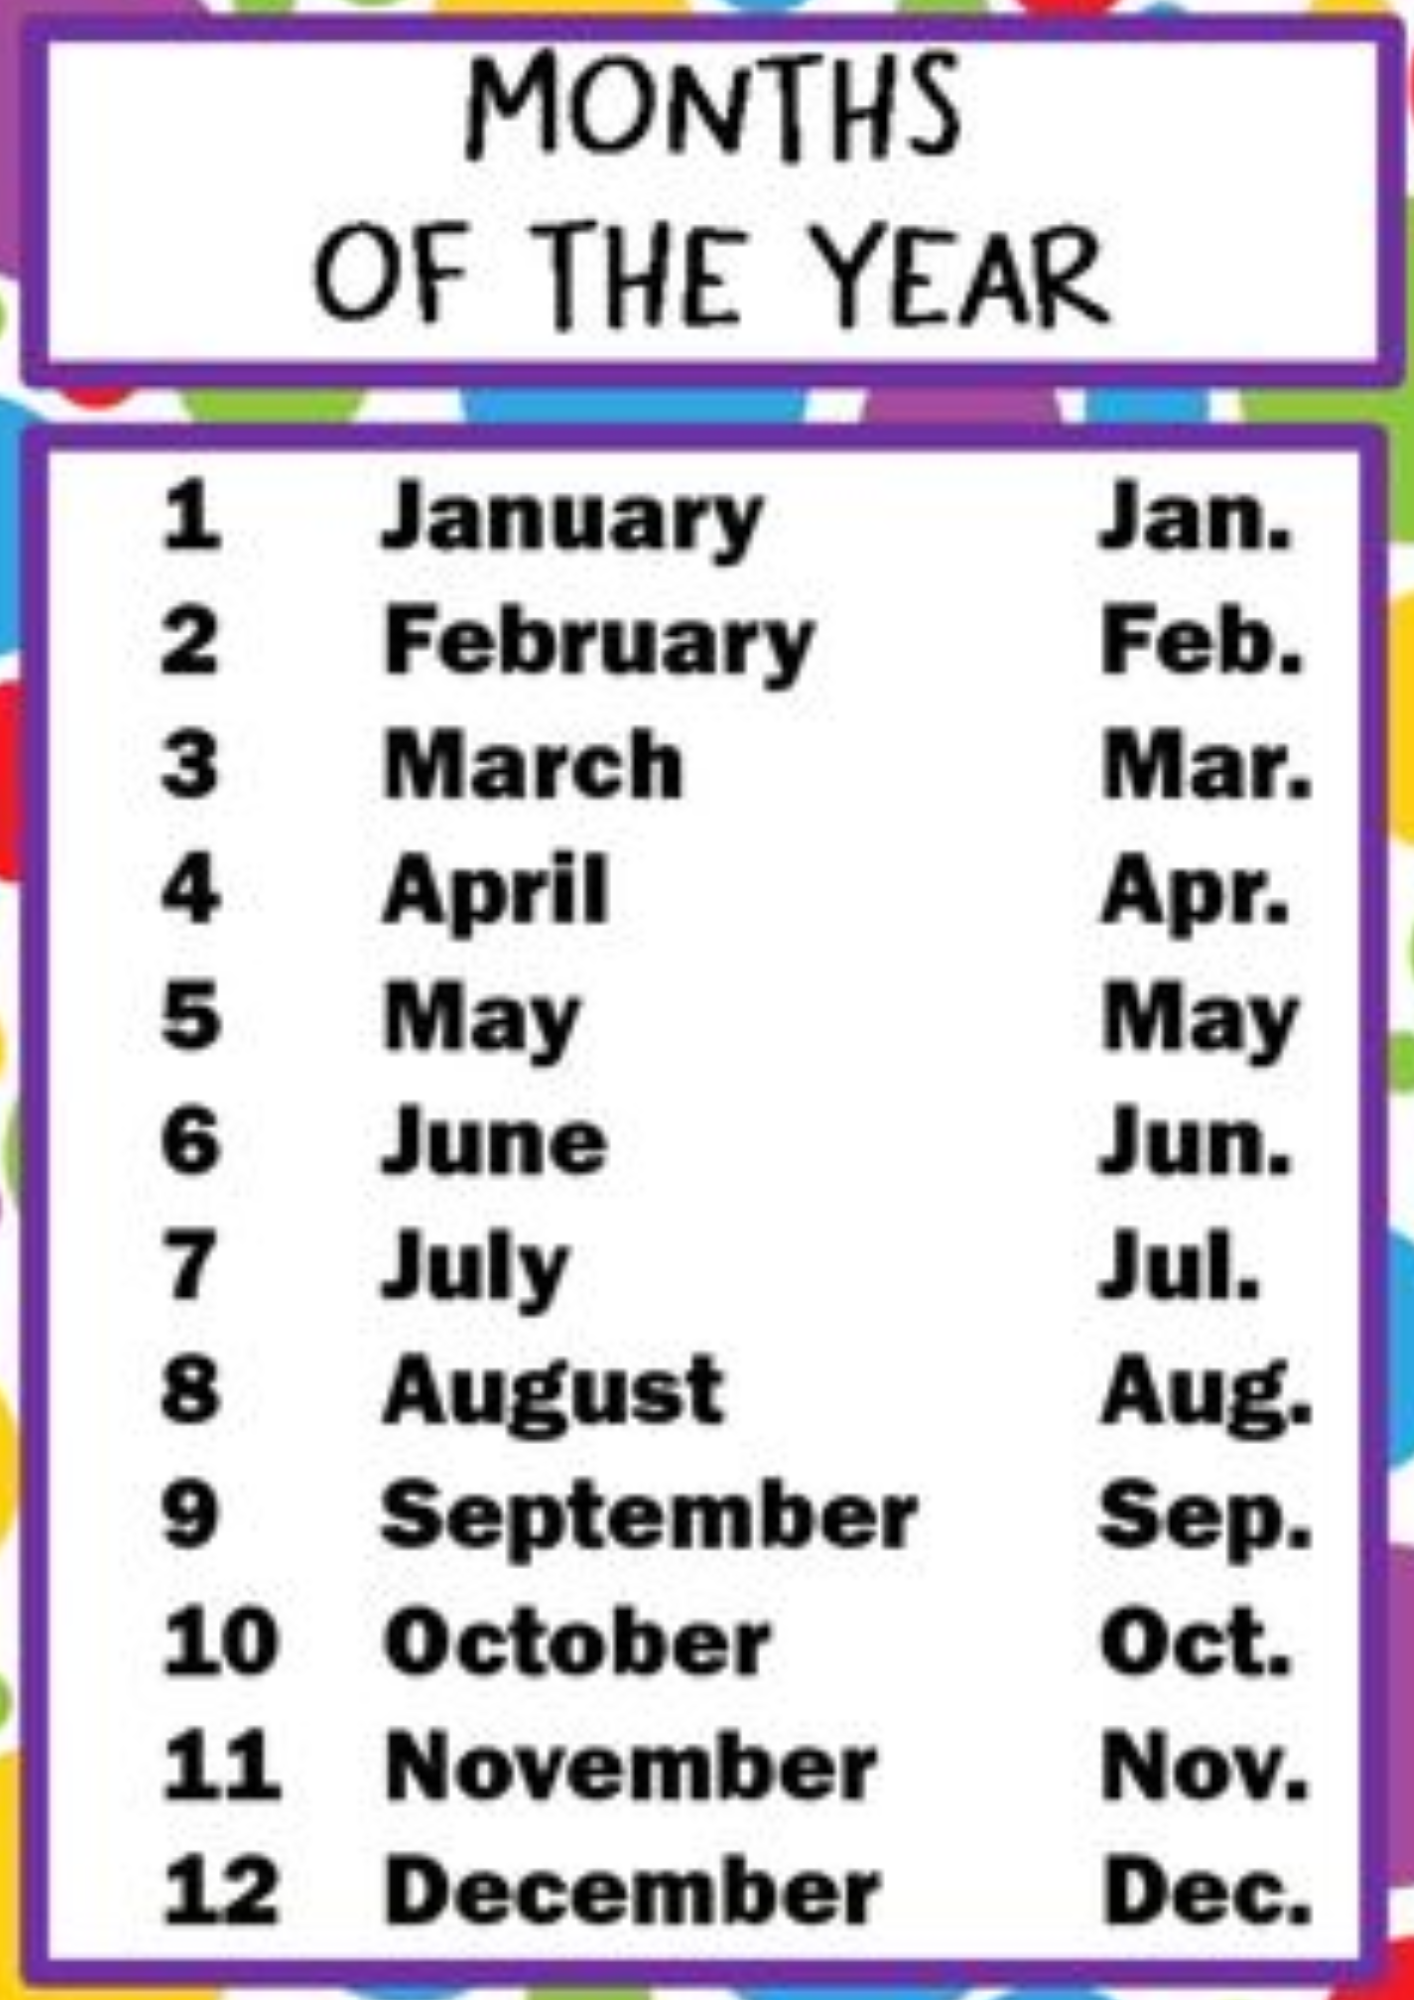 MONTHS
OF THE YEAR
1 January Jan.
2 February Feb.
3 March Mar.
4 April Apr.
5 May May
6 June Jun.
7 July Jul.
8 August Aug.
9 September Sep.
10 October Oct.
11 November Nov.
12 December Dec.